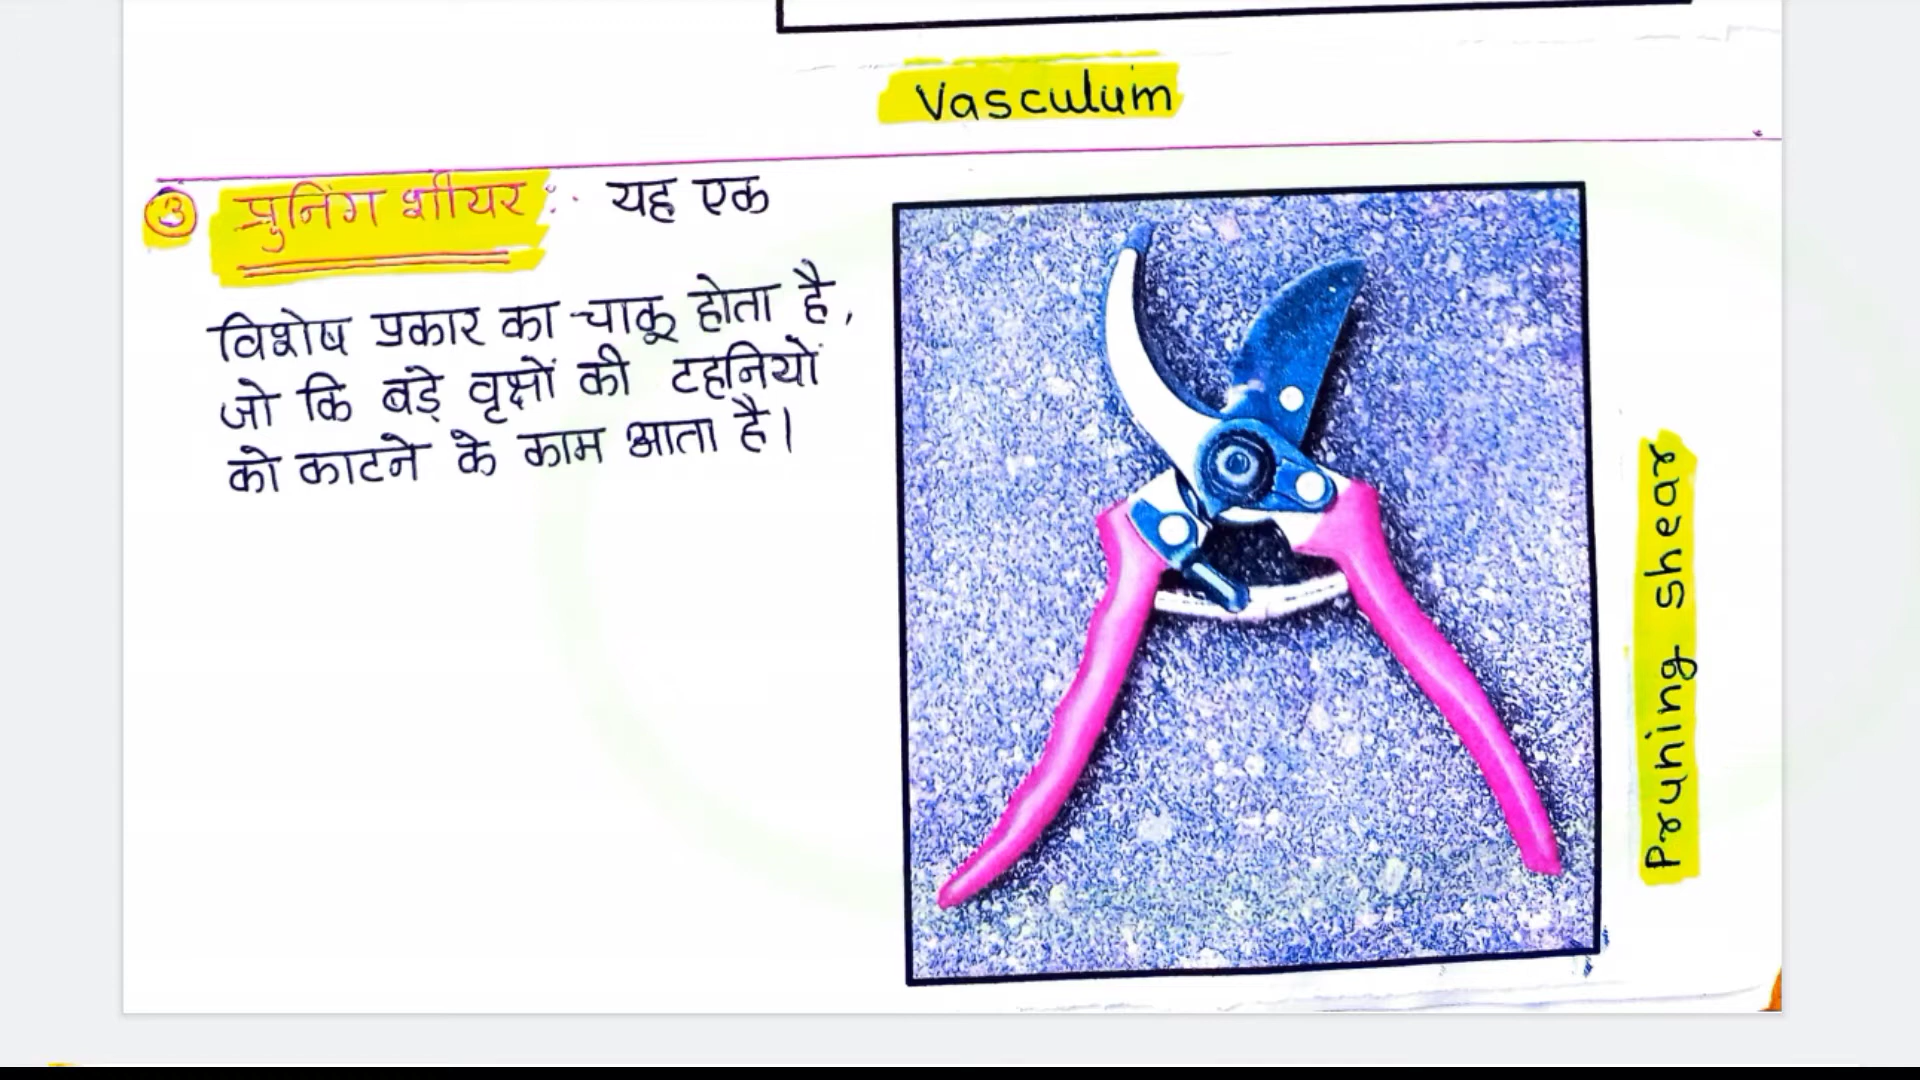 Vasculum
③ प्रुनिंग शीयर :- यह एक
विशेष प्रकार का चाकू होता है,
जो कि बड़े वृक्षों की टहनियों
को काटने के काम आता है।
Pruning shear